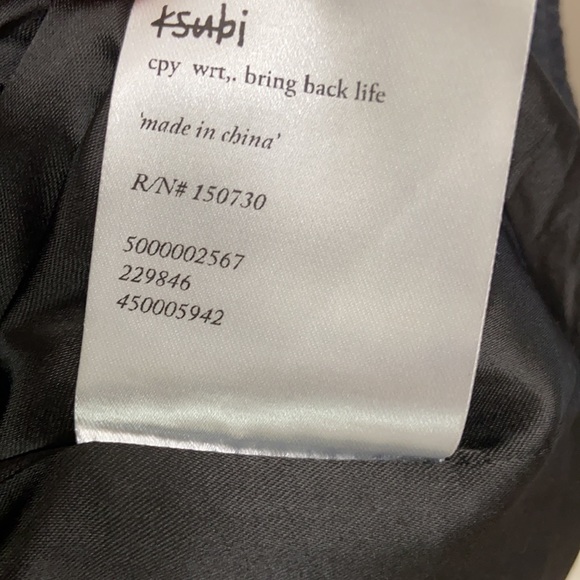 ksubi
cpy wrt,. bring back life
'made in china'
R/N# 150730
5000002567
229846
450005942